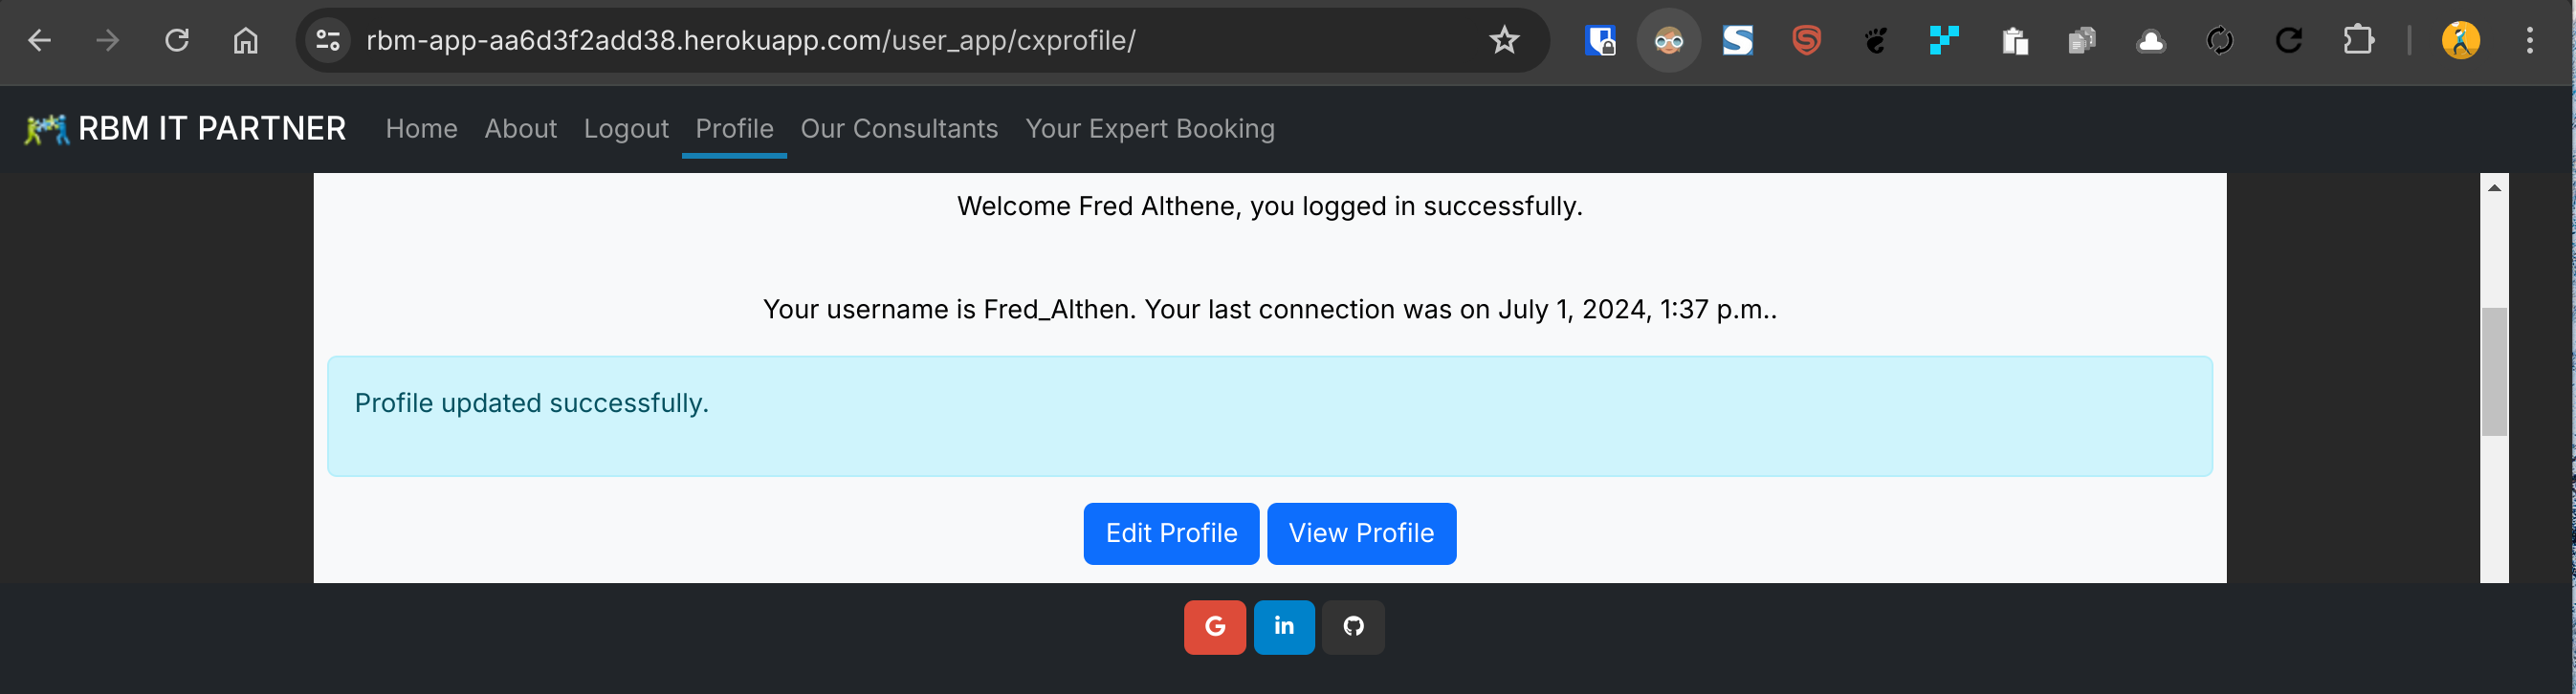 rbm-app-aa6d3f2add38.herokuapp.com/user_app/cxprofile/
RBM IT PARTNER Home About Logout Profile Our Consultants Your Expert Booking
Welcome Fred Althene, you logged in successfully.
Your username is Fred_Althen. Your last connection was on July 1, 2024, 1:37 p.m..
Profile updated successfully.
Edit Profile View Profile
G in